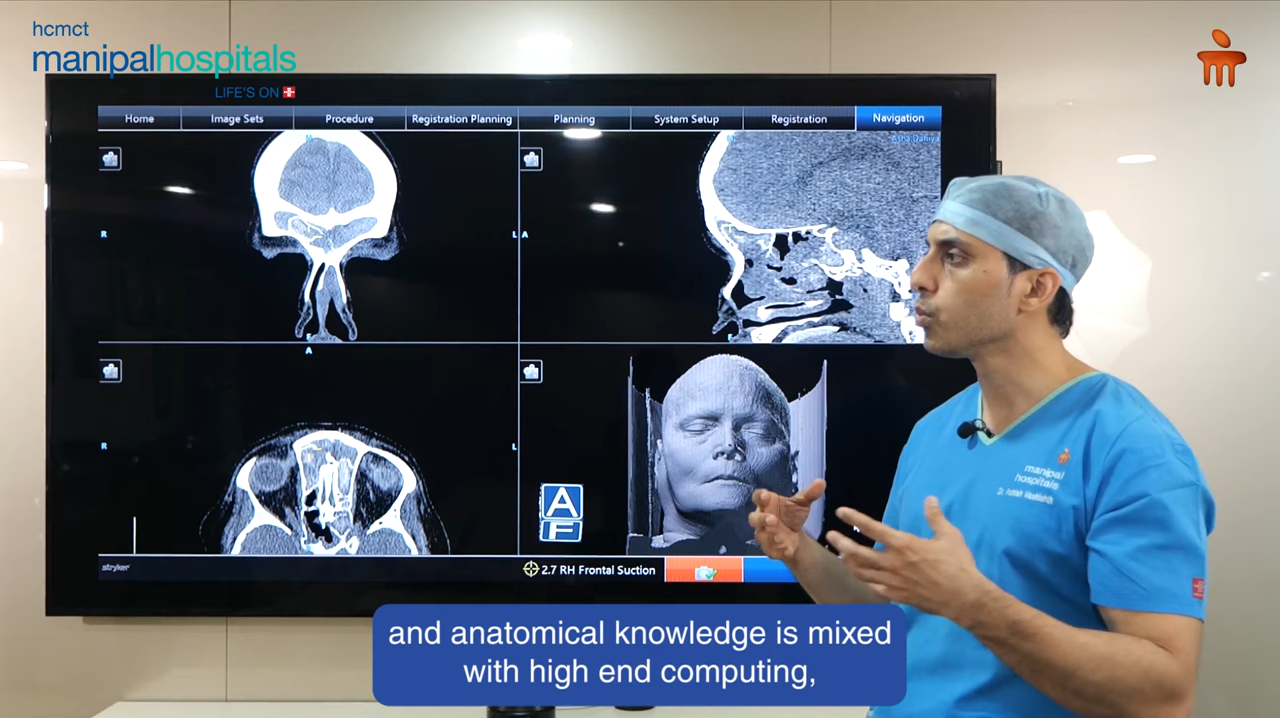 hcmct
manipalhospitals
LIFE'S ON
Home
Image Sets
Procedure
Registration Planning
Planning
System Setup
Registration
Navigation
R
L
A
A
R
L
A
F
stryker
2.7 RH Frontal Suction
manipal
hospitals
Dr.
and anatomical knowledge is mixed
with high end computing,